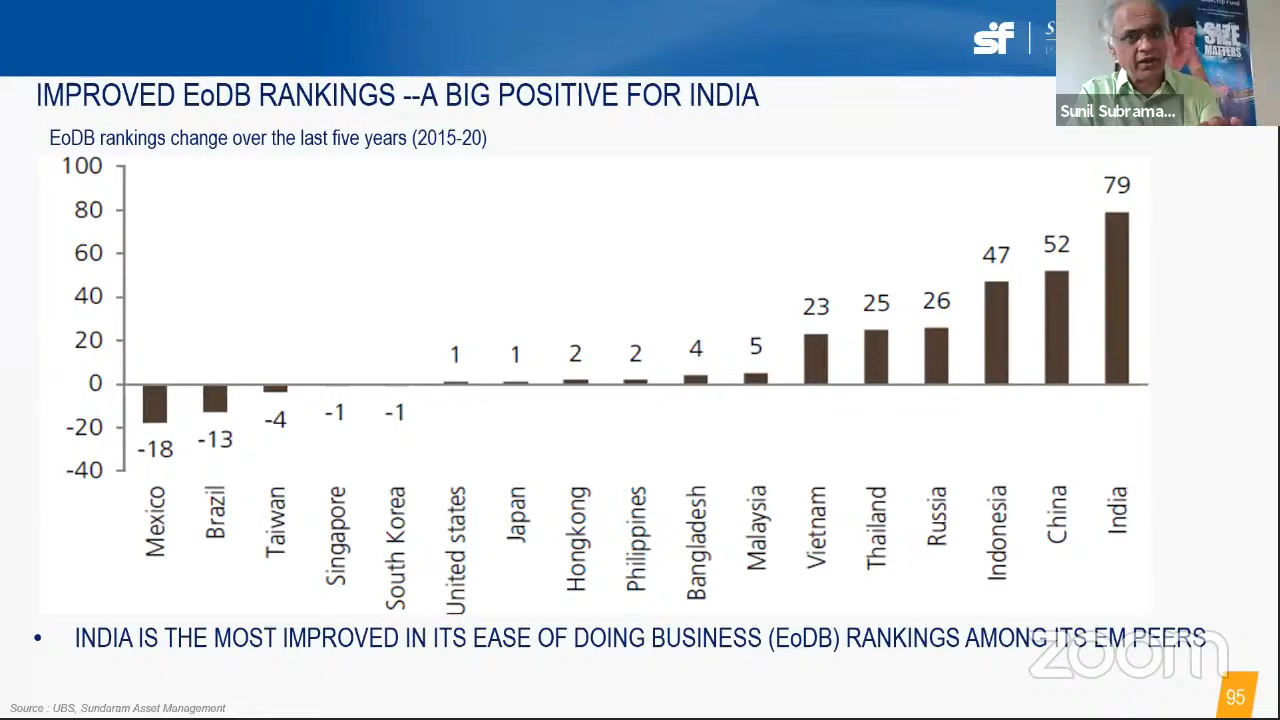 sf
SIZE
MATTERS
Sunil Subrama...
IMPROVED EoDB RANKINGS --A BIG POSITIVE FOR INDIA
EoDB rankings change over the last five years (2015-20)
100
80
60
40
20
0
-20
-40
-18
-13
-4
-1
-1
1
1
2
2
4
5
23
25
26
47
52
79
Mexico
Brazil
Taiwan
Singapore
South Korea
United states
Japan
Hongkong
Philippines
Bangladesh
Malaysia
Vietnam
Thailand
Russia
Indonesia
China
India
• INDIA IS THE MOST IMPROVED IN ITS EASE OF DOING BUSINESS (EoDB) RANKINGS AMONG ITS EM PEERS
zoom
95
Source : UBS, Sundaram Asset Management